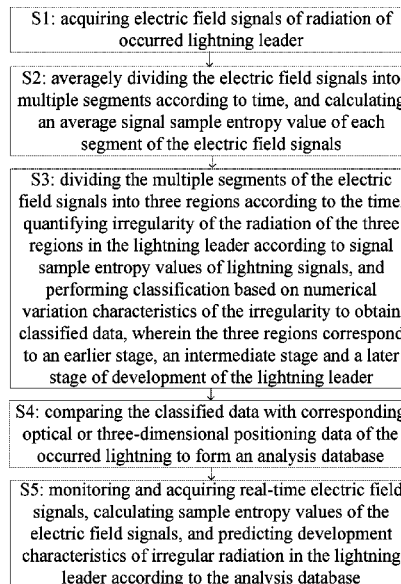 S1: acquiring electric field signals of radiation of
occurred lightning leader
S2: averagely dividing the electric field signals into
multiple segments according to time, and calculating
an average signal sample entropy value of each
segment of the electric field signals
S3: dividing the multiple segments of the electric
field signals into three regions according to the time,
quantifying irregularity of the radiation of the three
regions in the lightning leader according to signal
sample entropy values of lightning signals, and
performing classification based on numerical
variation characteristics of the irregularity to obtain
classified data, wherein the three regions correspond
to an earlier stage, an intermediate stage and a later
stage of development of the lightning leader
S4: comparing the classified data with corresponding
optical or three-dimensional positioning data of the
occurred lightning to form an analysis database
S5: monitoring and acquiring real-time electric field
signals, calculating sample entropy values of the
electric field signals, and predicting development
characteristics of irregular radiation in the lightning
leader according to the analysis database